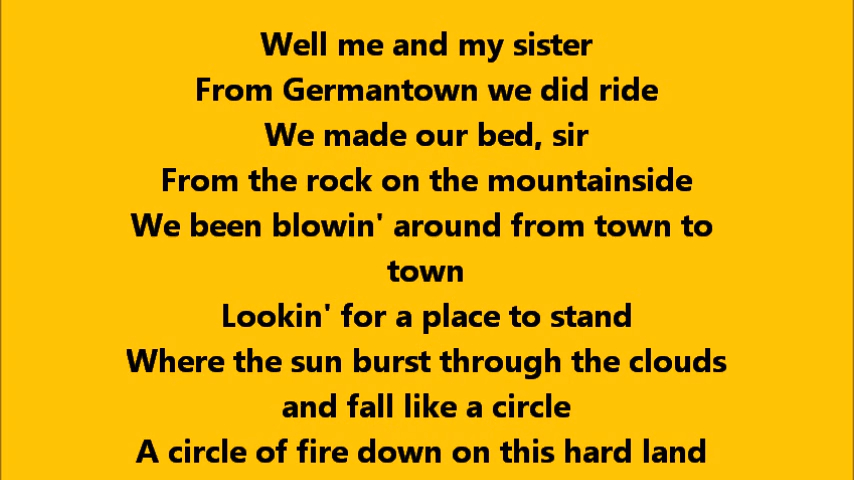 Well me and my sister
From Germantown we did ride
We made our bed, sir
From the rock on the mountainside
We been blowin' around from town to
town
Lookin' for a place to stand
Where the sun burst through the clouds
and fall like a circle
A circle of fire down on this hard land